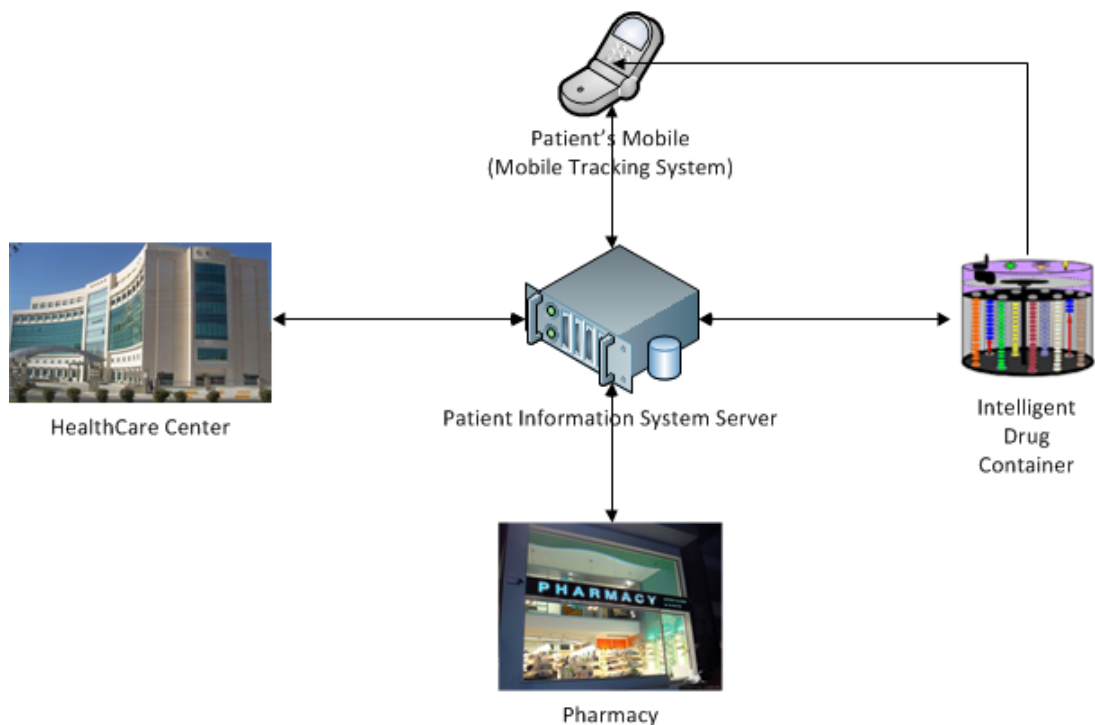 Patient's Mobile
(Mobile Tracking System)
HealthCare Center
Patient Information System Server
Intelligent
Drug
Container
PHARMACY
Pharmacy